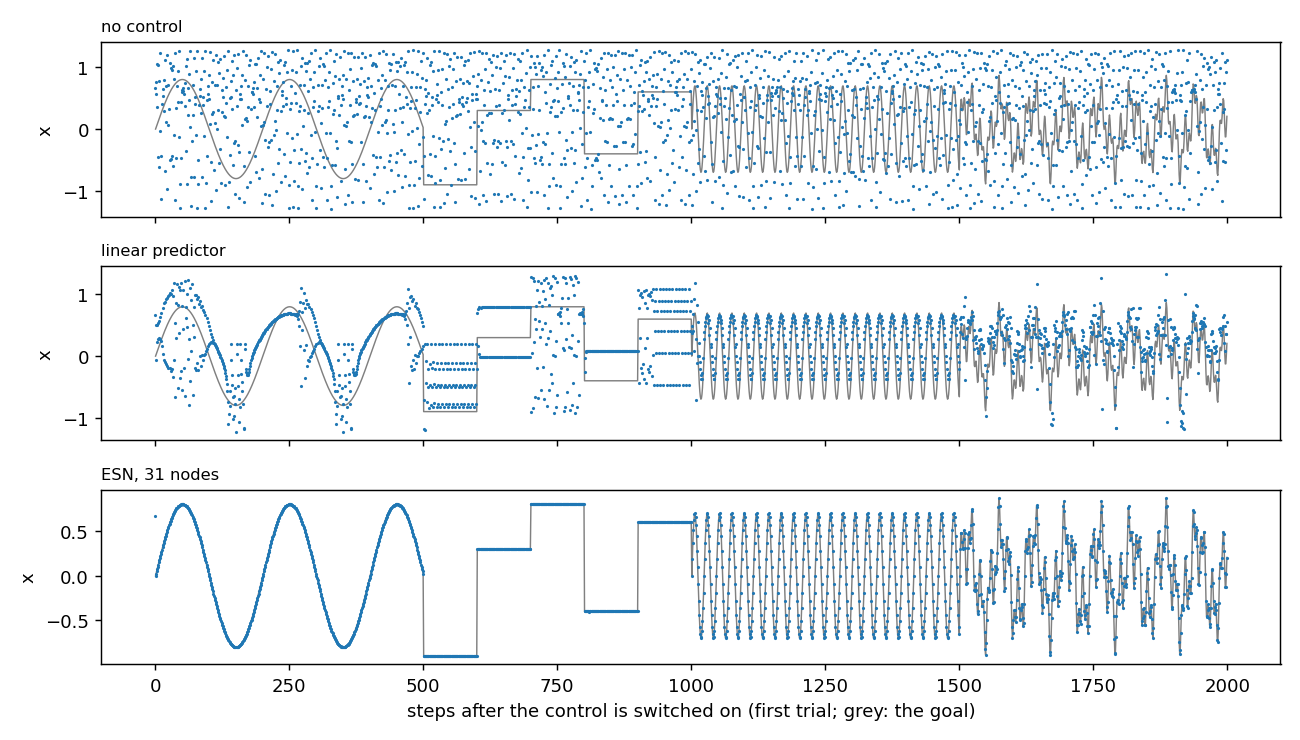 no control
1
0
−1
x
linear predictor
1
0
−1
x
ESN, 31 nodes
0.5
0.0
−0.5
x
0 250 500 750 1000 1250 1500 1750 2000
steps after the control is switched on (first trial; grey: the goal)